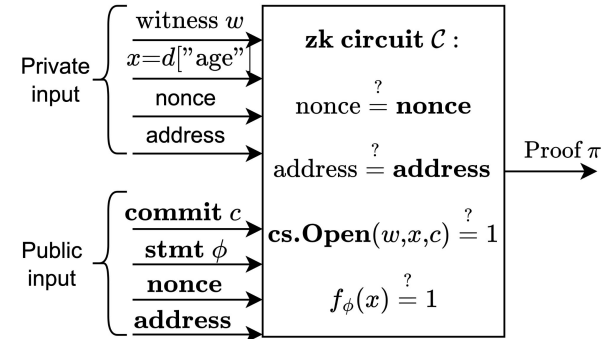 Private input
witness w
x=d["age"]
nonce
address
Public input
commit c
stmt ϕ
nonce
address
zk circuit C :
nonce ≟ nonce
address ≟ address
cs.Open(w,x,c) ≟ 1
f_ϕ(x) ≟ 1
Proof π